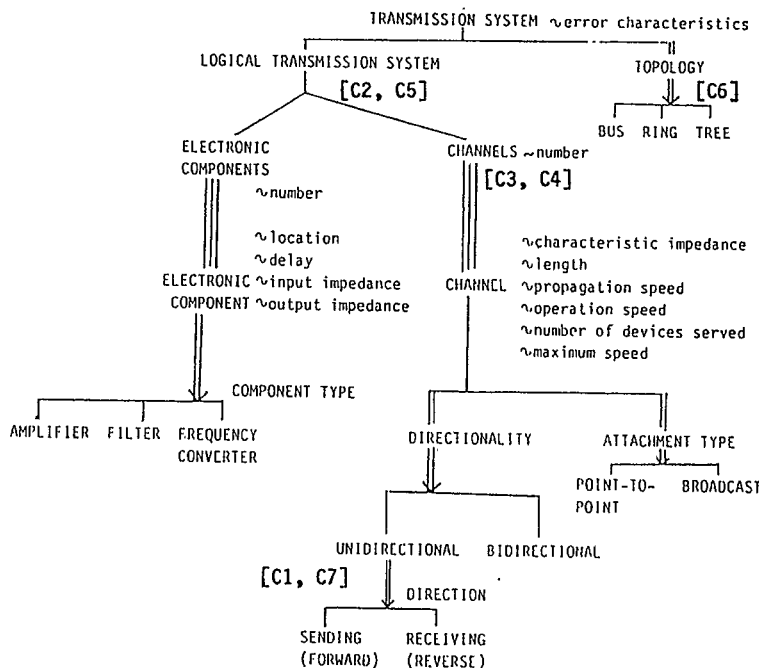 TRANSMISSION SYSTEM ~error characteristics
LOGICAL TRANSMISSION SYSTEM
TOPOLOGY
[C2, C5]
[C6]
BUS RING TREE
ELECTRONIC
COMPONENTS
CHANNELS ~number
[C3, C4]
~number
~location
~delay
ELECTRONIC ~input impedance
COMPONENT ~output impedance
~characteristic impedance
~length
CHANNEL ~propagation speed
~operation speed
~number of devices served
~maximum speed
COMPONENT TYPE
AMPLIFIER FILTER FREQUENCY
CONVERTER
DIRECTIONALITY
ATTACHMENT TYPE
POINT-TO-
POINT
BROADCAST
UNIDIRECTIONAL BIDIRECTIONAL
[C1, C7]
DIRECTION
SENDING
(FORWARD)
RECEIVING
(REVERSE)